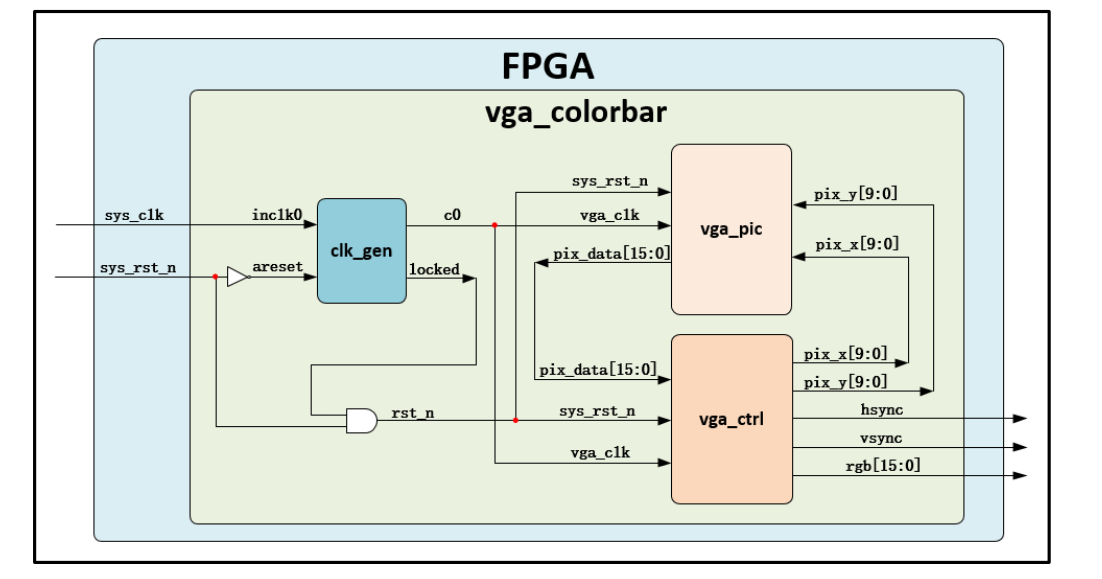 FPGA
vga_colorbar
sys_rst_n
pix_y[9:0]
sys_clk
inclk0
c0
vga_clk
vga_pic
clk_gen
pix_x[9:0]
pix_data[15:0]
sys_rst_n
areset
locked
pix_x[9:0]
pix_data[15:0]
pix_y[9:0]
rst_n
sys_rst_n
vga_ctrl
hsync
vsync
vga_clk
rgb[15:0]